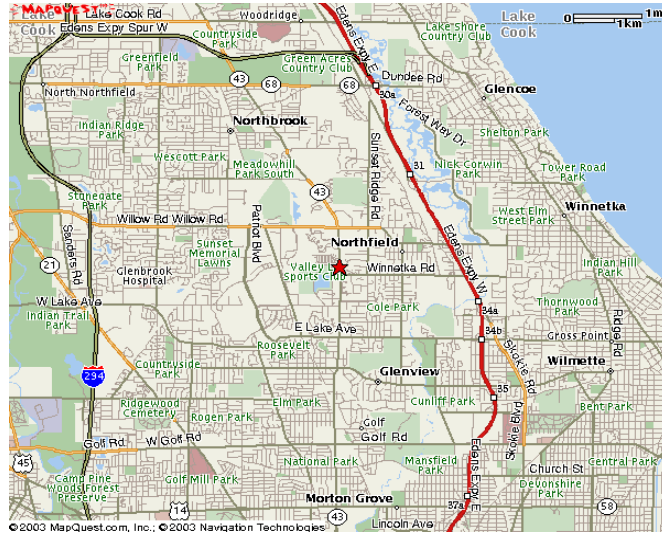 MAPQUEST
Lake Cook Rd
Woodridge
Lake Shore
Country Club
Lake
Cook
0
1mi
1km
Lake
Cook
Edens Expy Spur W
Countryside
Park
Edens Expy E
Greenfield
Park
Green Acres
Country Club
43
68
68
Dundee Rd
30a
North Northfield
Glencoe
Forest Way Dr
Northbrook
Indian Ridge
Park
Shelton Park
Sunset Ridge Rd
Wescott Park
Meadowhill
Park South
31
Nick Corwin
Park
Tower Road
Park
43
Stonegate
Park
Winnetka
West Elm
Street Park
Willow Rd Willow Rd
Patriot Blvd
Sanders Rd
Edens Expy W
Northfield
Sunset
Memorial
Lawns
21
Glenbrook
Hospital
Valley Lo
Sports Club
Winnetka Rd
Indian Hill
Park
W Lake Ave
Indian Trail
Park
Cole Park
34a
Thornwood
Park
Ridge Rd
E Lake Ave
34b
Gross Point
Roosevelt
Park
Skokie Rd
Wilmette
Countryside
Park
294
Glenview
Ridgewood
Cemetery
Rogen Park
Elm Park
Cunliff Park
35
Bent Park
Skokie Blvd
Golf
Golf Rd
W Golf Rd
Golf Rd
45
Camp Pine
Woods Forest
Preserve
Golf Mill Park
National Park
Mansfield
Park
Edens Expy E
Church St
Central Park
Devonshire
Park
14
Morton Grove
37a
58
43
Lincoln Ave
©2003 MapQuest.com, Inc.; ©2003 Navigation Technologies